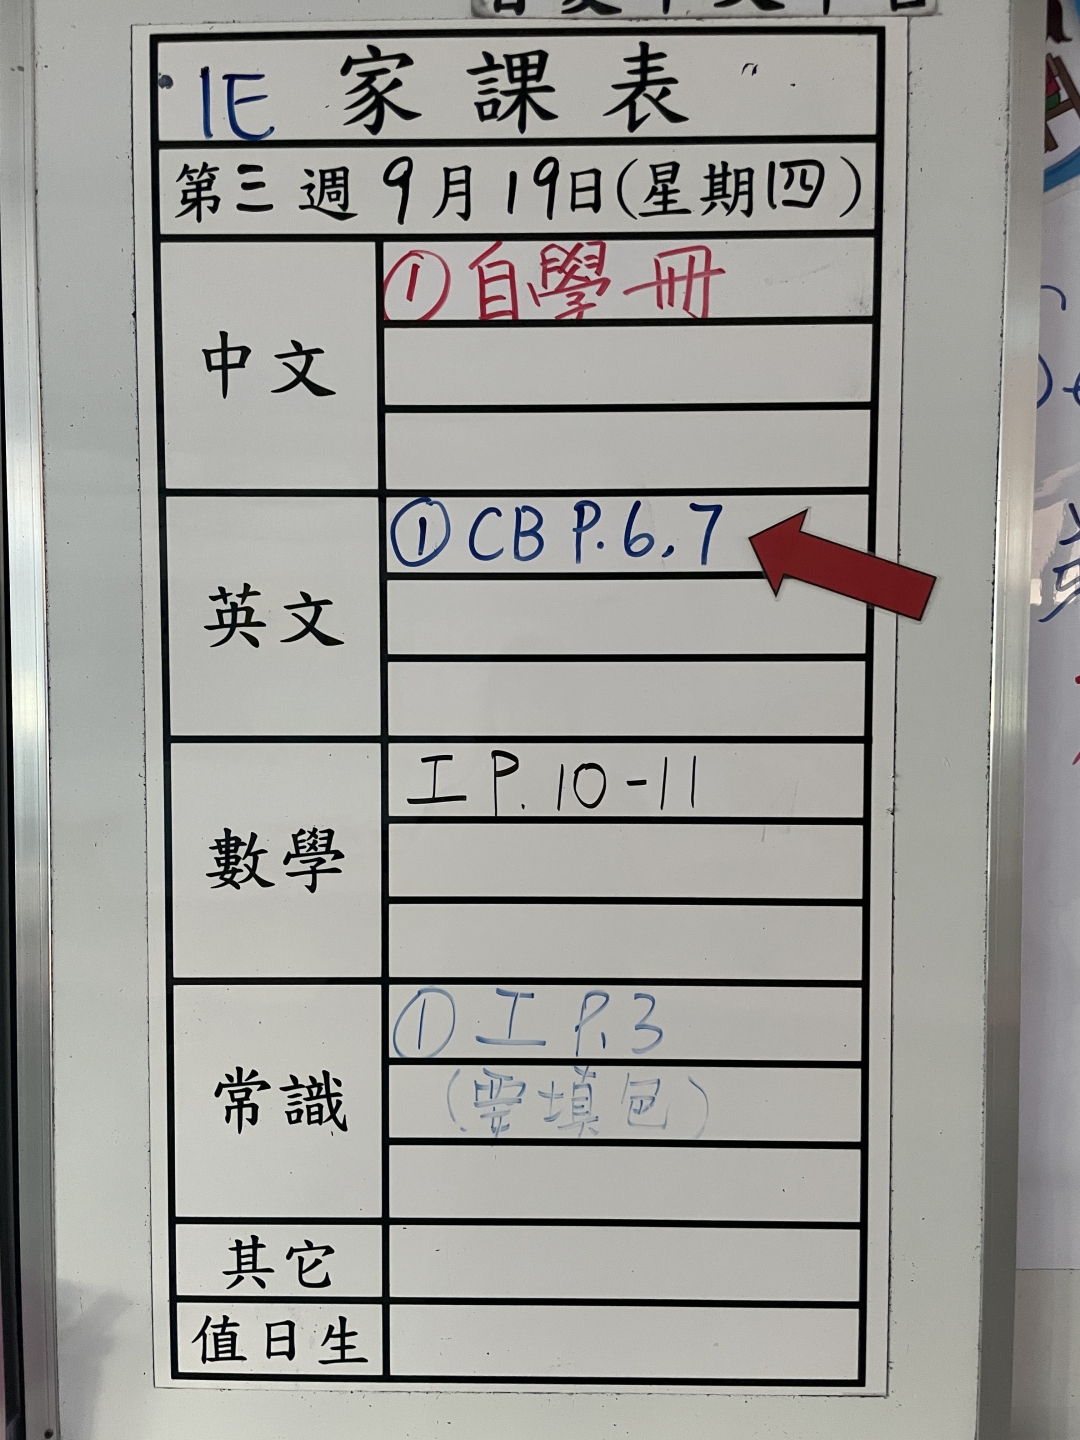 1E 家課表
第三週9月19日(星期四)
中文
①自學冊
英文
①CB P.6,7
數學
工 P.10-11
常識
①工 P.3
(要填色)
其它
值日生